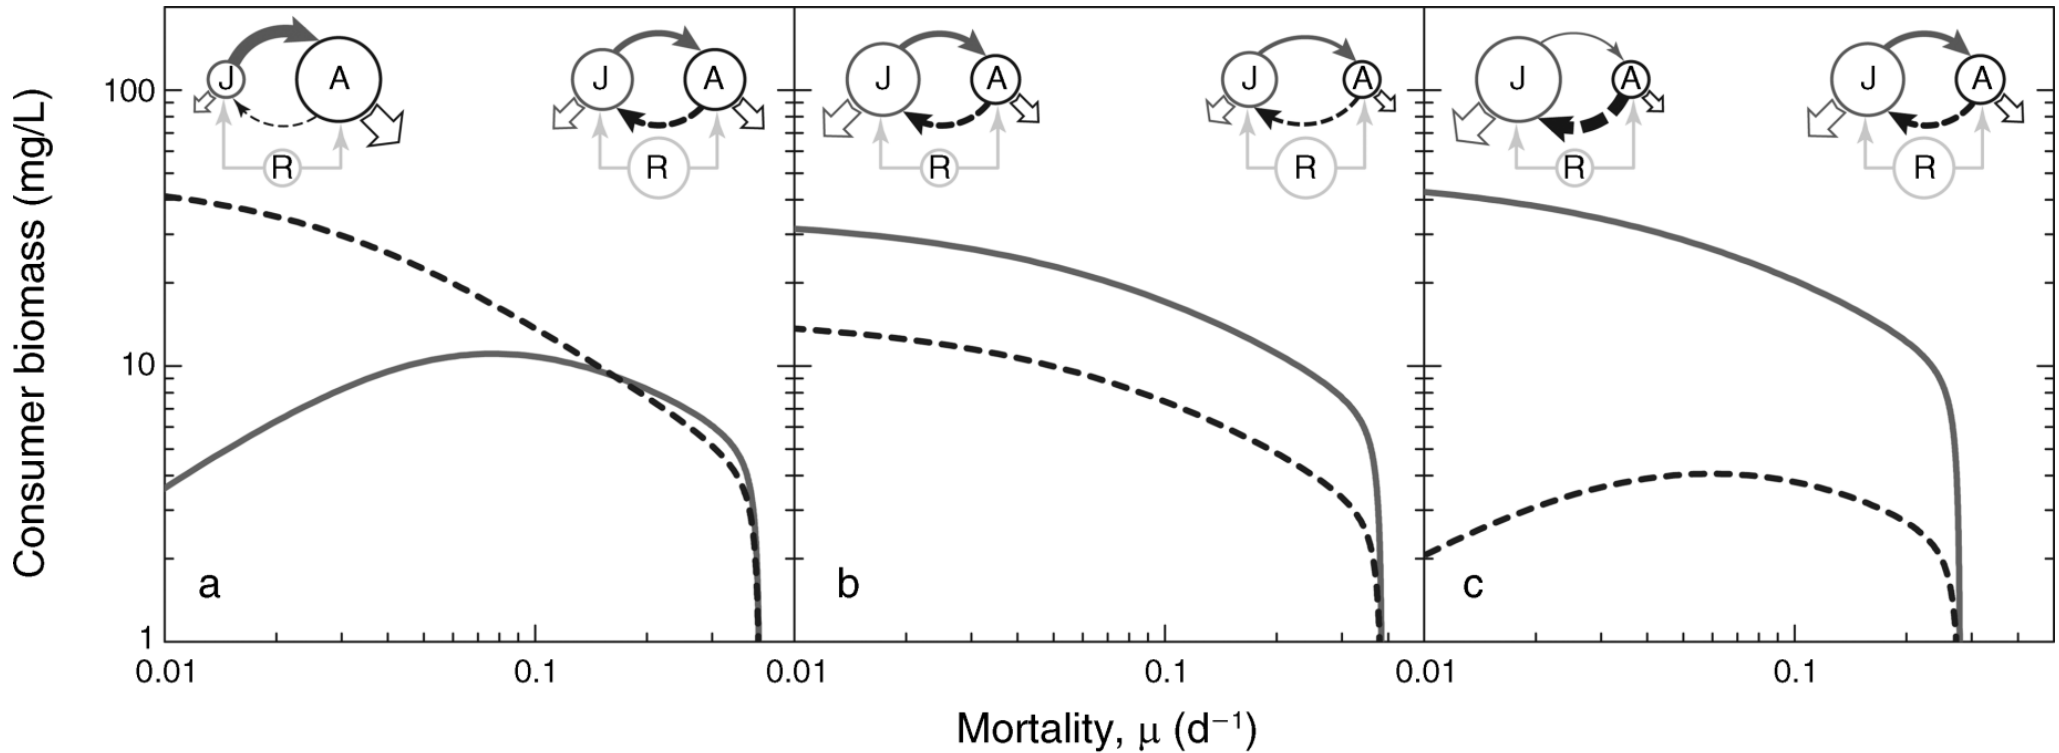 J A J A J A J A J A J A
R R R R R R
100
10
1
Consumer biomass (mg/L)
a b c
0.01 0.1 0.01 0.1 0.01 0.1
Mortality, μ (d⁻¹)